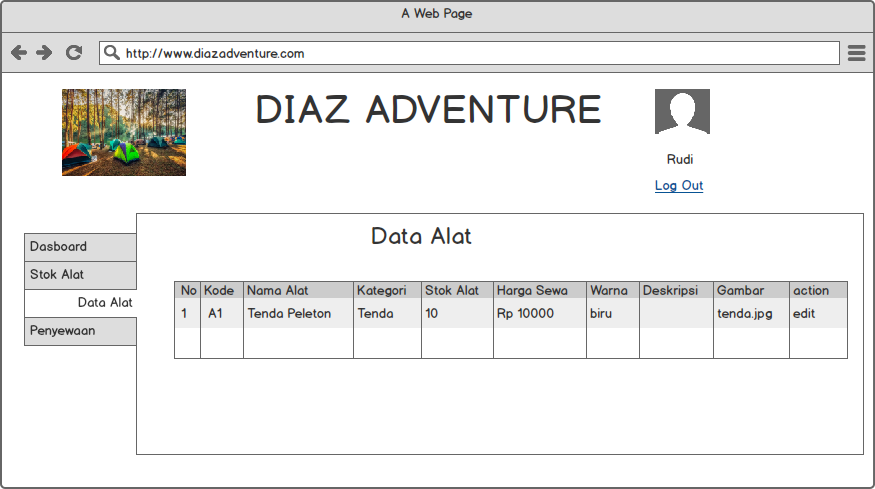 A Web Page
http://www.diazadventure.com
DIAZ ADVENTURE
Rudi
Log Out
Dasboard
Stok Alat
Data Alat
Penyewaan
Data Alat
No Kode Nama Alat Kategori Stok Alat Harga Sewa Warna Deskripsi Gambar action
1 A1 Tenda Peleton Tenda 10 Rp 10000 biru tenda.jpg edit